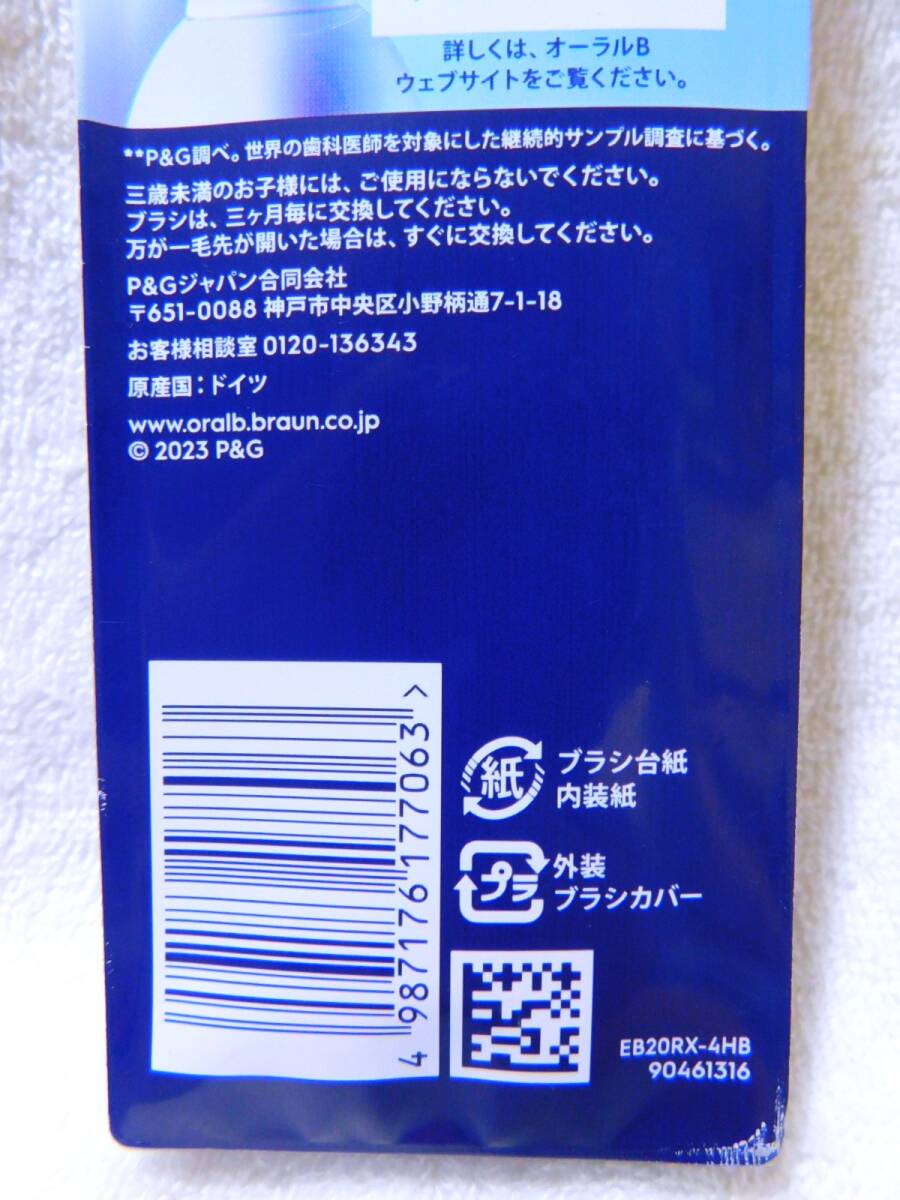 詳しくは、オーラルB
ウェブサイトをご覧ください。
**P&G調べ。世界の歯科医師を対象にした継続的サンプル調査に基づく。
三歳未満のお子様には、ご使用にならないでください。
ブラシは、三ヶ月毎に交換してください。
万が一毛先が開いた場合は、すぐに交換してください。
P&Gジャパン合同会社
〒651-0088 神戸市中央区小野柄通7-1-18
お客様相談室 0120-136343
原産国：ドイツ
www.oralb.braun.co.jp
© 2023 P&G
4 987176 177063 >
紙
ブラシ台紙
内装紙
プラ
外装
ブラシカバー
EB20RX-4HB
90461316